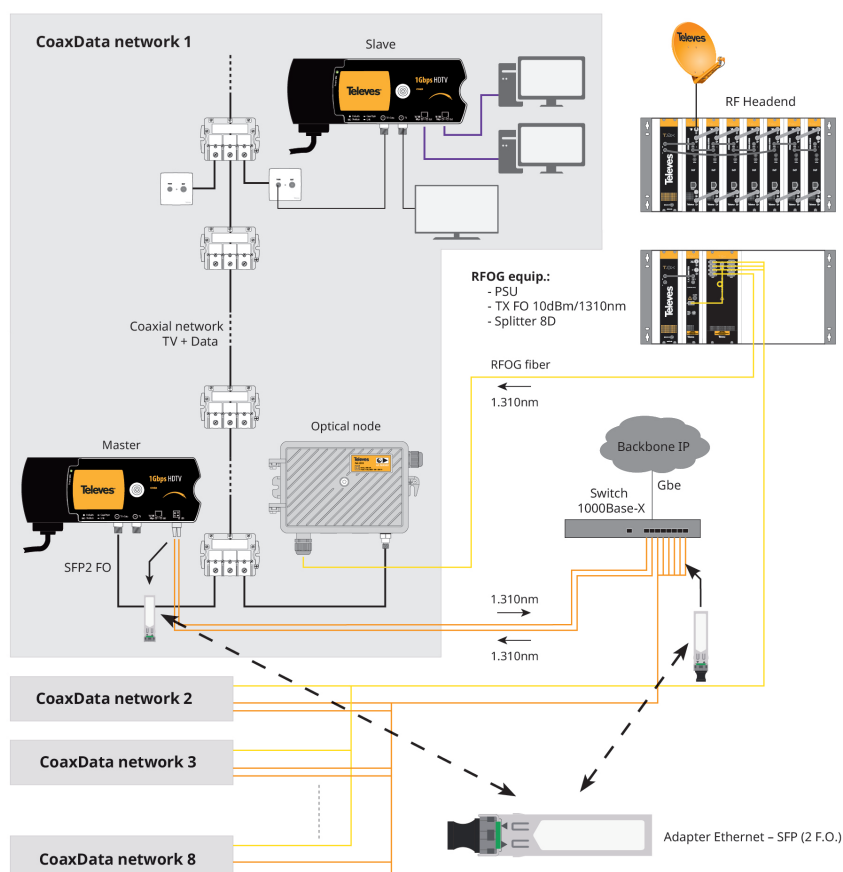 CoaxData network 1
Slave
Televes
1Gbps HDTV
Televes
RF Headend
Televes
RFOG equip.:
- PSU
- TX FO 10dBm/1310nm
- Splitter 8D
Televes
Coaxial network
TV + Data
RFOG fiber
1.310nm
Master
Optical node
Televes
1Gbps HDTV
Televes
Backbone IP
Gbe
Switch
1000Base-X
SFP2 FO
1.310nm
1.310nm
CoaxData network 2
CoaxData network 3
CoaxData network 8
Adapter Ethernet – SFP (2 F.O.)